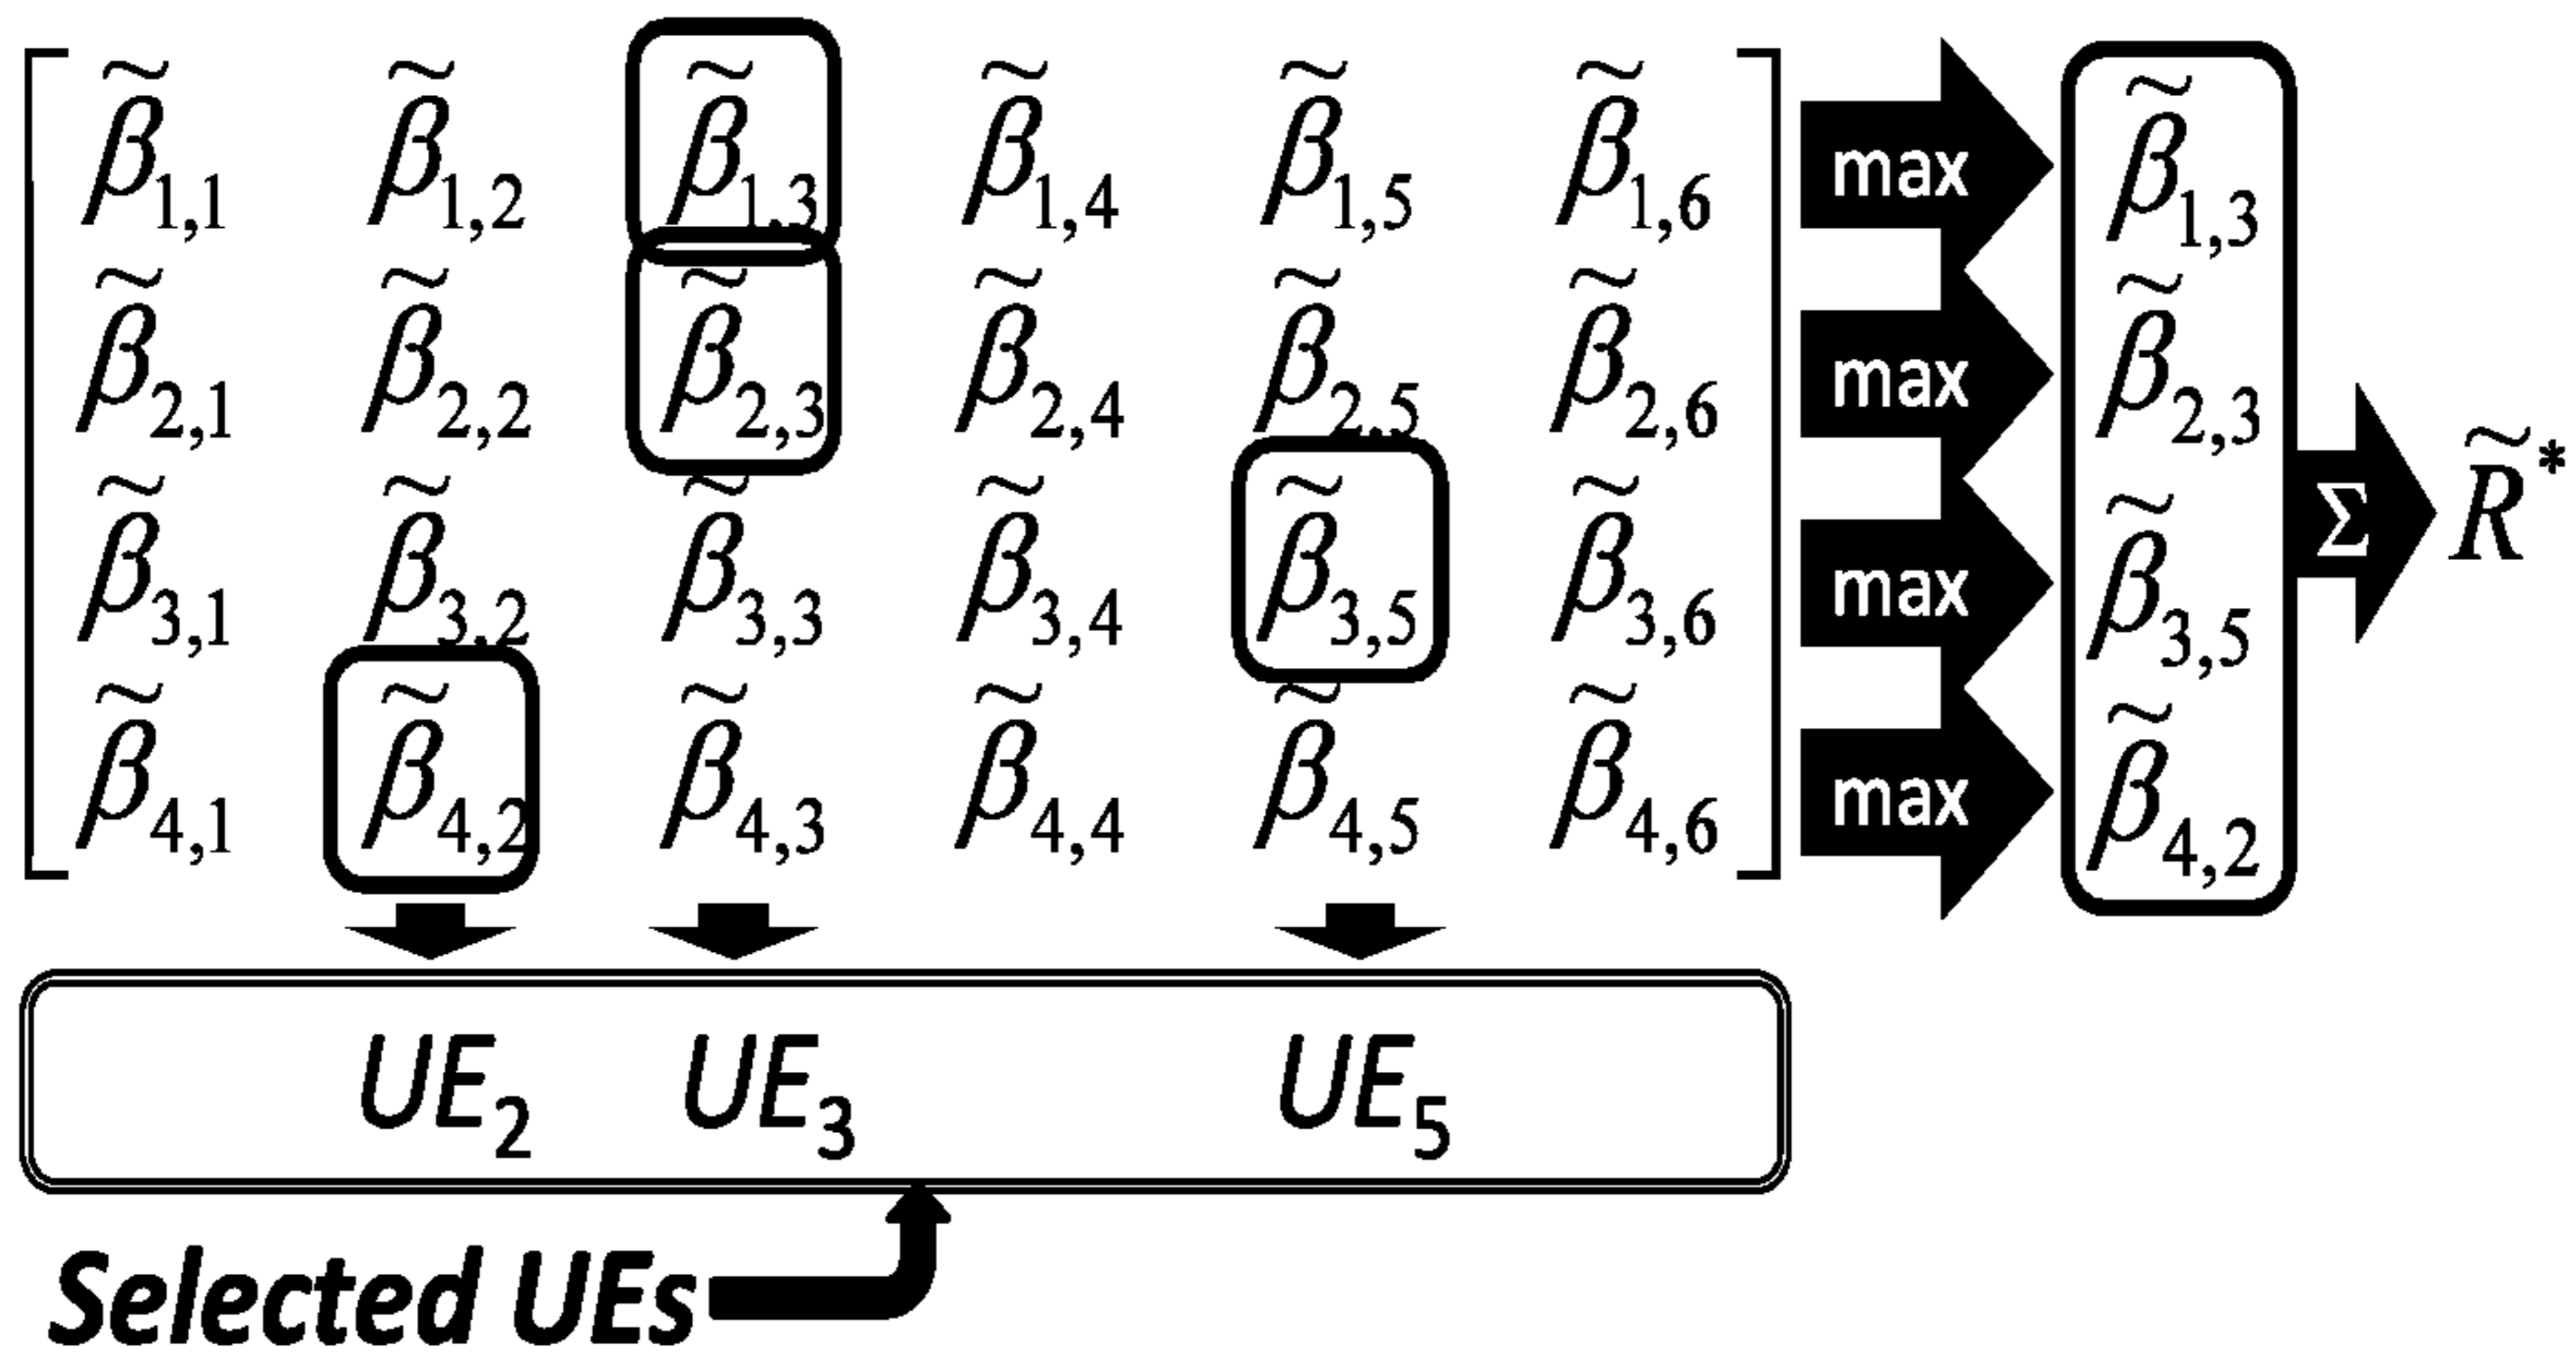 β̃1,1 β̃1,2 β̃1,3 β̃1,4 β̃1,5 β̃1,6 max β̃1,3
β̃2,1 β̃2,2 β̃2,3 β̃2,4 β̃2,5 β̃2,6 max β̃2,3
Σ R̃*
β̃3,1 β̃3,2 β̃3,3 β̃3,4 β̃3,5 β̃3,6 max β̃3,5
β̃4,1 β̃4,2 β̃4,3 β̃4,4 β̃4,5 β̃4,6 max β̃4,2
UE2 UE3 UE5
Selected UEs